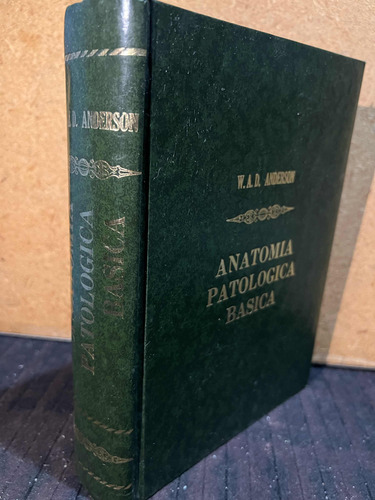 D. ANDERSON
PATOLOGICA
BASICA
W. A. D. ANDERSON
ANATOMIA
PATOLOGICA
BASICA